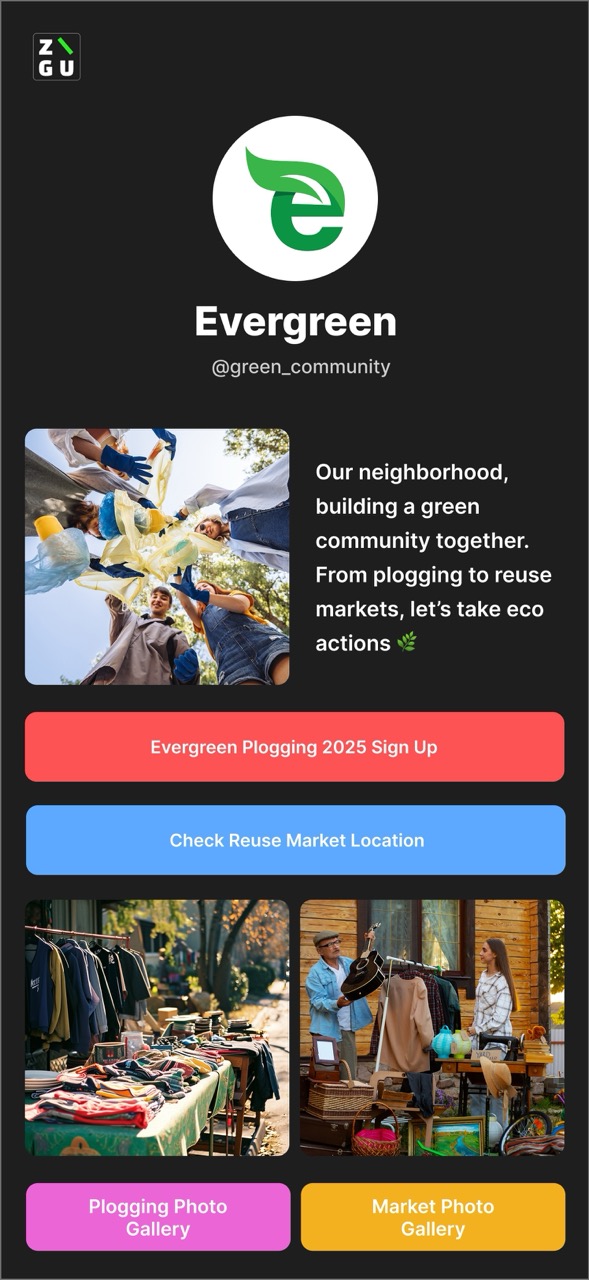 Z\
GU
e
Evergreen
@green_community
Our neighborhood,
building a green
community together.
From plogging to reuse
markets, let’s take eco
actions 🌿
Evergreen Plogging 2025 Sign Up
Check Reuse Market Location
Plogging Photo
Gallery
Market Photo
Gallery